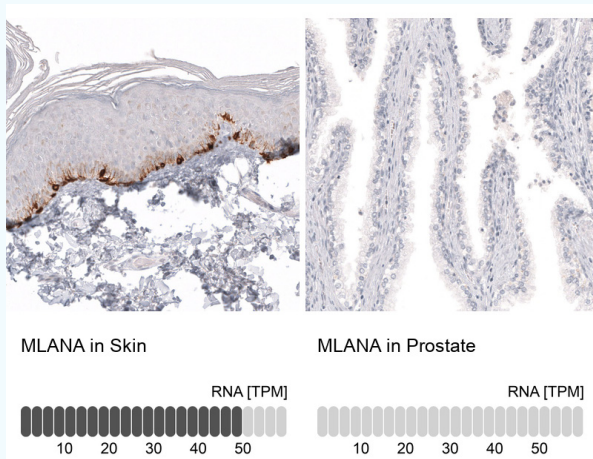 MLANA in Skin
RNA [TPM]
10 20 30 40 50
MLANA in Prostate
RNA [TPM]
10 20 30 40 50